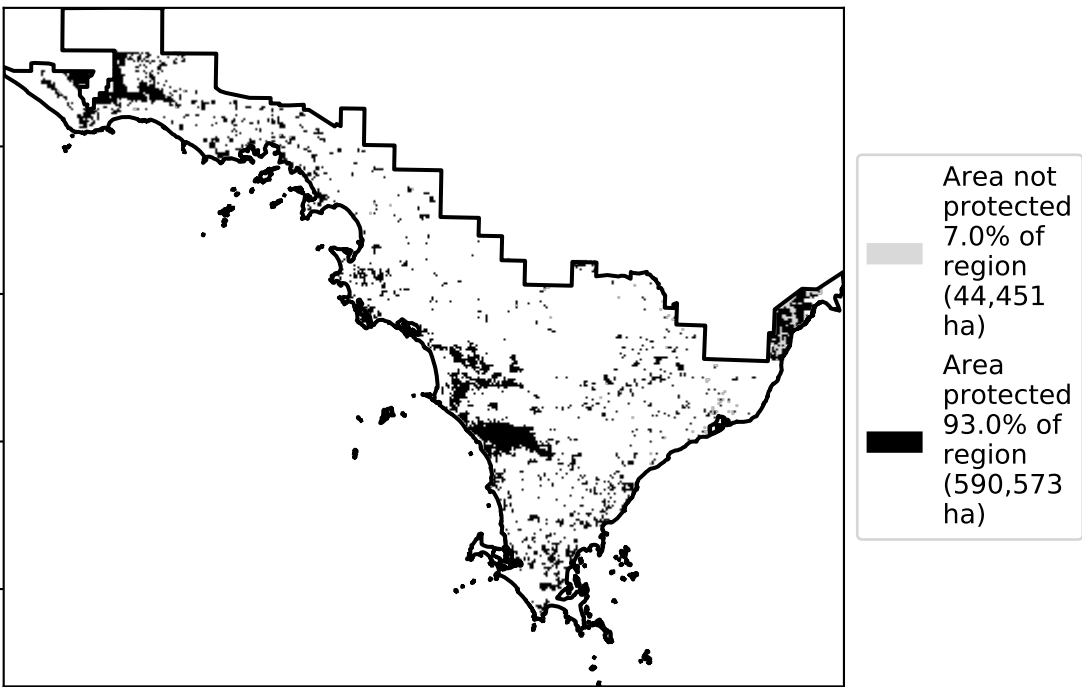 Area not
protected
7.0% of
region
(44,451
ha)
Area
protected
93.0% of
region
(590,573
ha)